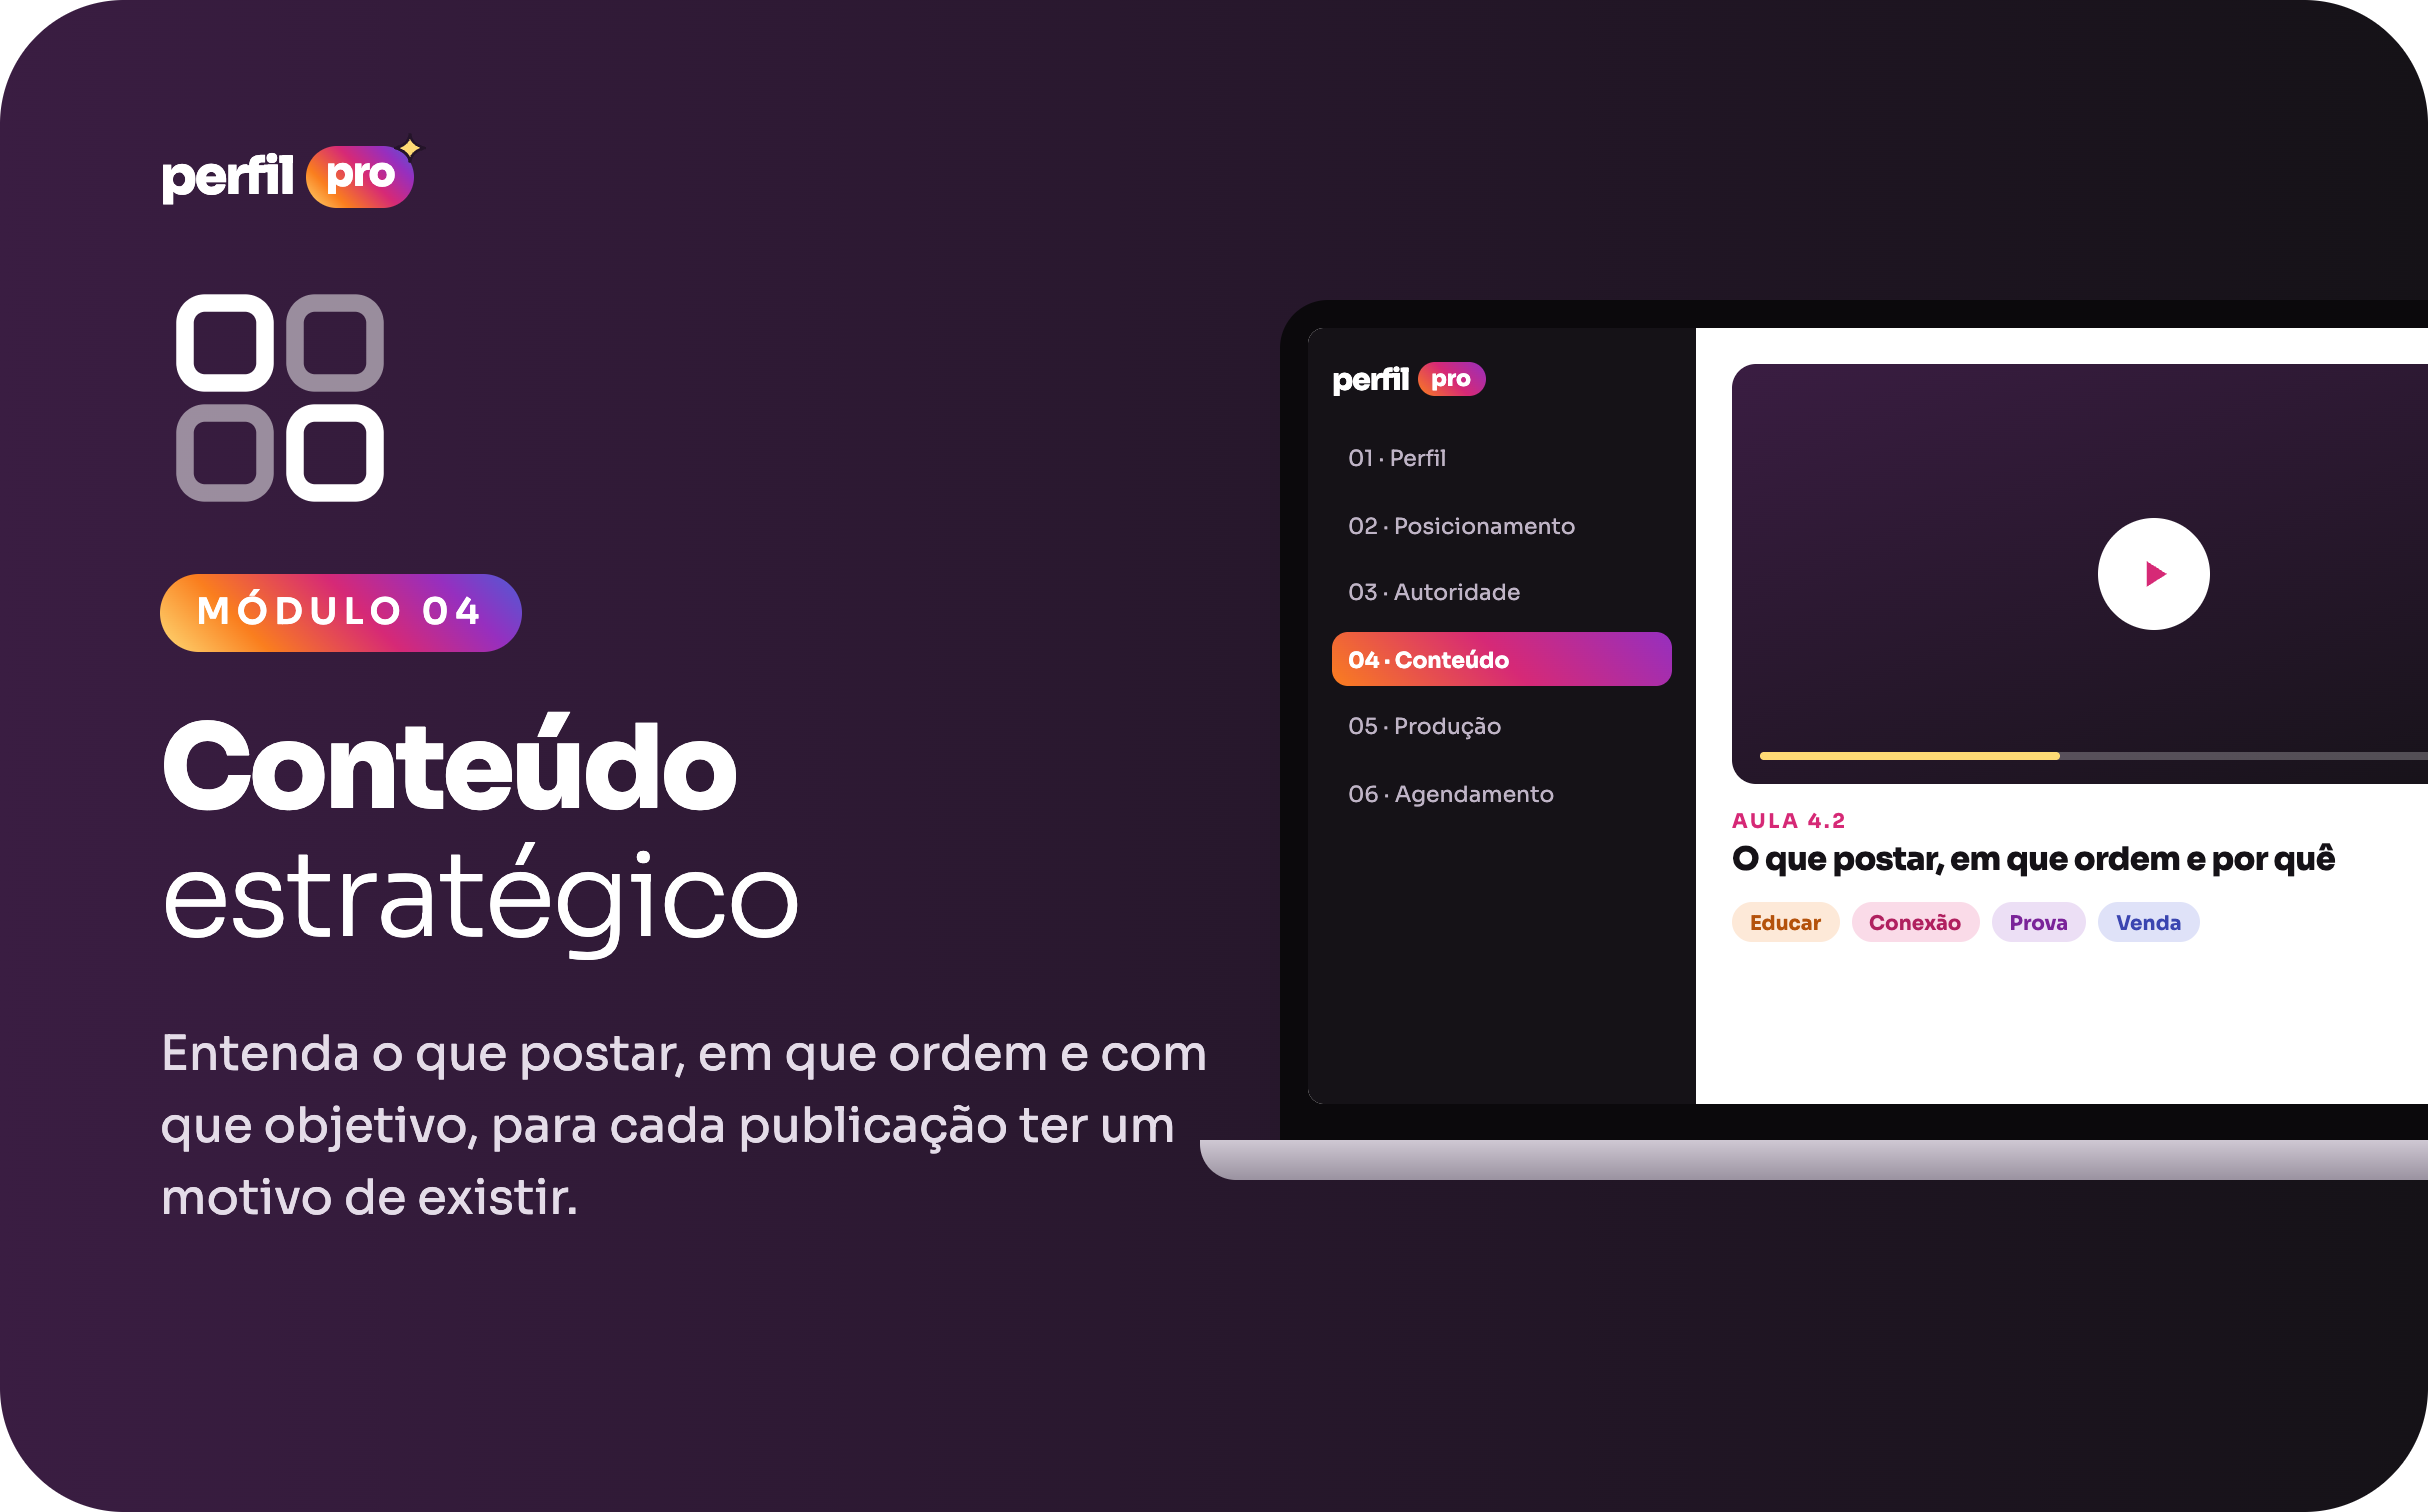 perfil pro
MÓDULO 04
Conteúdo
estratégico
Entenda o que postar, em que ordem e com
que objetivo, para cada publicação ter um
motivo de existir.
perfil pro
01 · Perfil
02 · Posicionamento
03 · Autoridade
04 · Conteúdo
05 · Produção
06 · Agendamento
AULA 4.2
O que postar, em que ordem e por quê
Educar Conexão Prova Venda